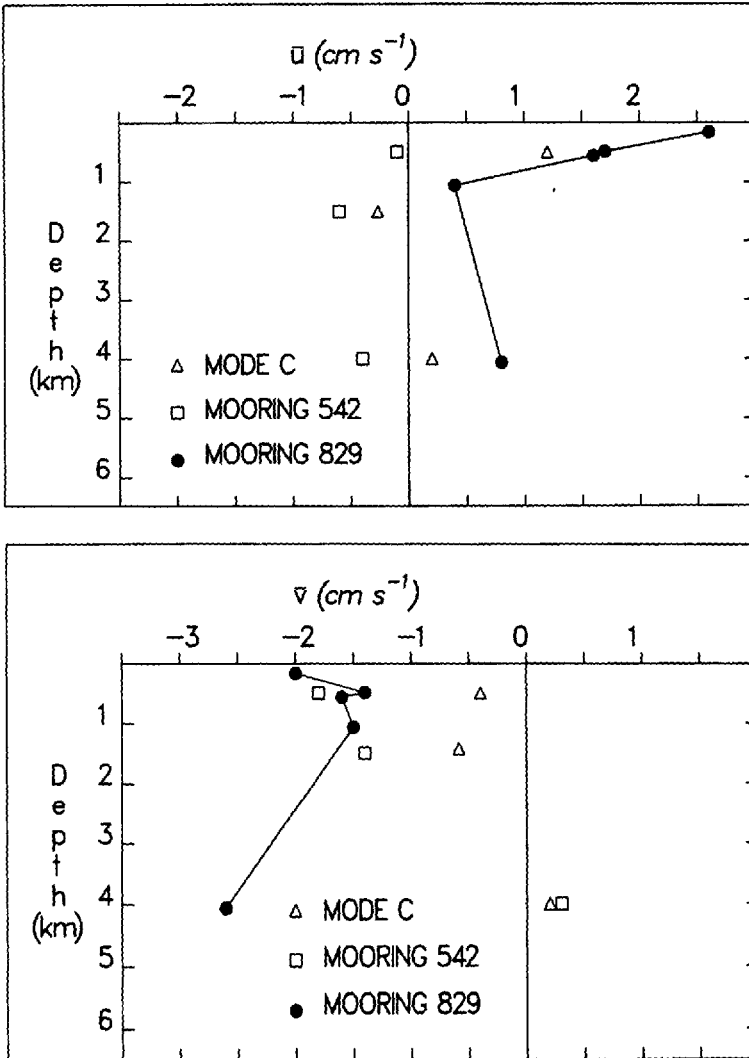 ū (cm s⁻¹)
−2 −1 0 1 2
1
2
3
4
5
6
Depth
(km)
△ MODE C
□ MOORING 542
● MOORING 829
v̄ (cm s⁻¹)
−3 −2 −1 0 1
1
2
3
4
5
6
Depth
(km)
△ MODE C
□ MOORING 542
● MOORING 829